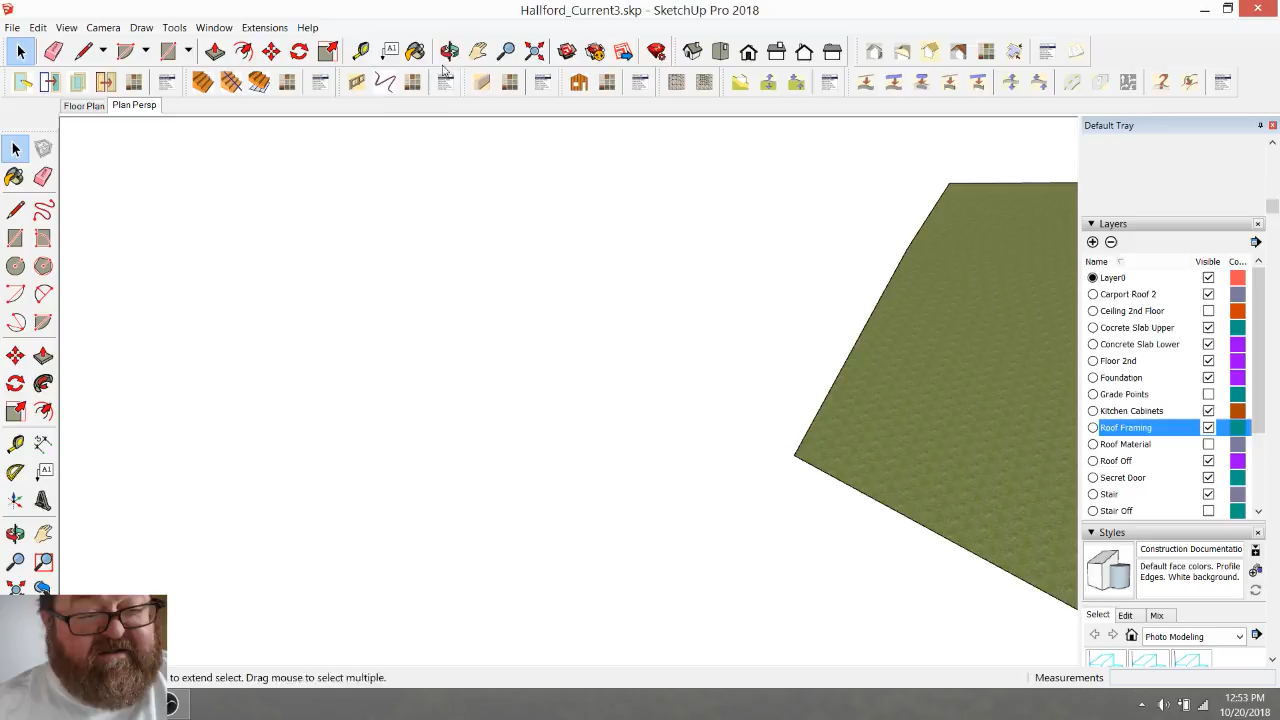 Hallford_Current3.skp - SketchUp Pro 2018
File Edit View Camera Draw Tools Window Extensions Help
Floor Plan Plan Persp
Default Tray
Layers
Name Visible Co...
Layer0
Carport Roof 2
Ceiling 2nd Floor
Cocrete Slab Upper
Concrete Slab Lower
Floor 2nd
Foundation
Grade Points
Kitchen Cabinets
Roof Framing
Roof Material
Roof Off
Secret Door
Stair
Stair Off
Styles
Construction Documentatio
Default face colors. Profile
Edges. White background.
Select Edit Mix
Photo Modeling
to extend select. Drag mouse to select multiple.
Measurements
12:53 PM
10/20/2018